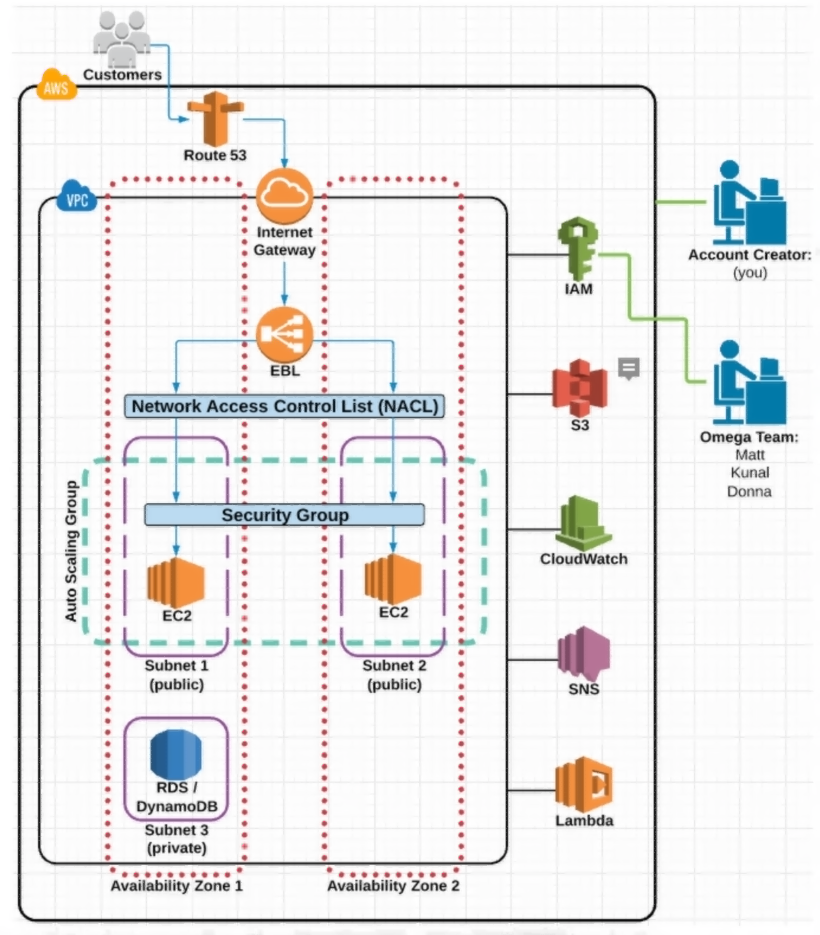 Customers
AWS
Route 53
VPC
Internet
Gateway
Account Creator:
(you)
IAM
EBL
Network Access Control List (NACL)
S3
Omega Team:
Matt
Kunal
Donna
Auto Scaling Group
Security Group
CloudWatch
EC2
EC2
Subnet 1
(public)
Subnet 2
(public)
SNS
RDS /
DynamoDB
Subnet 3
(private)
Lambda
Availability Zone 1
Availability Zone 2